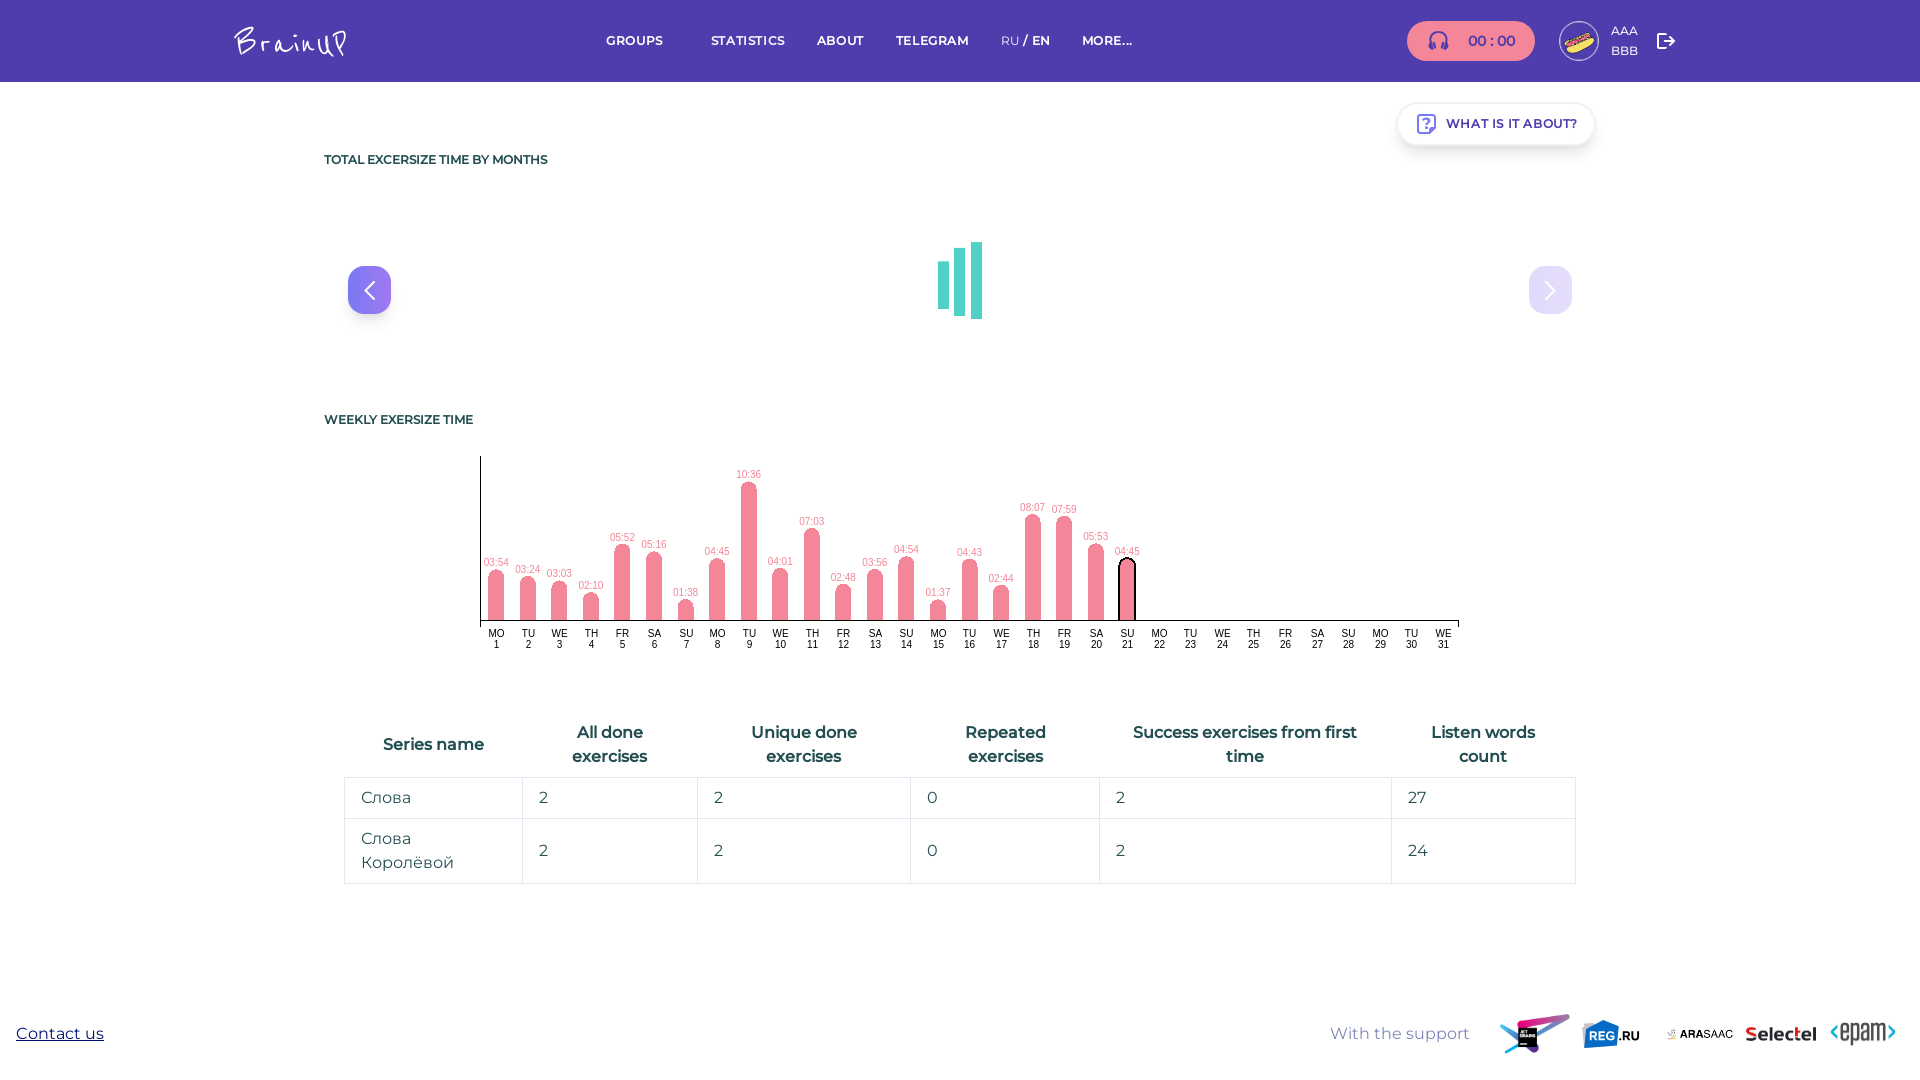 BrainUP
GROUPS STATISTICS ABOUT TELEGRAM RU / EN MORE...
00 : 00
AAA
BBB
WHAT IS IT ABOUT?
TOTAL EXCERSIZE TIME BY MONTHS
WEEKLY EXERSIZE TIME
03:54 03:24 03:03 02:10 05:52 05:16 01:38 04:45 10:36 04:01 07:03 02:48 03:56 04:54 01:37 04:43 02:44 08:07 07:59 05:53 04:45
MO TU WE TH FR SA SU MO TU WE TH FR SA SU MO TU WE TH FR SA SU MO TU WE TH FR SA SU MO TU WE
1 2 3 4 5 6 7 8 9 10 11 12 13 14 15 16 17 18 19 20 21 22 23 24 25 26 27 28 29 30 31
Series name All done exercises Unique done exercises Repeated exercises Success exercises from first time Listen words count
Слова 2 2 0 2 27
Слова Королёвой 2 2 0 2 24
Contact us
With the support
JET BRAINS
REG.RU
ARASAAC
Selectel
<epam>